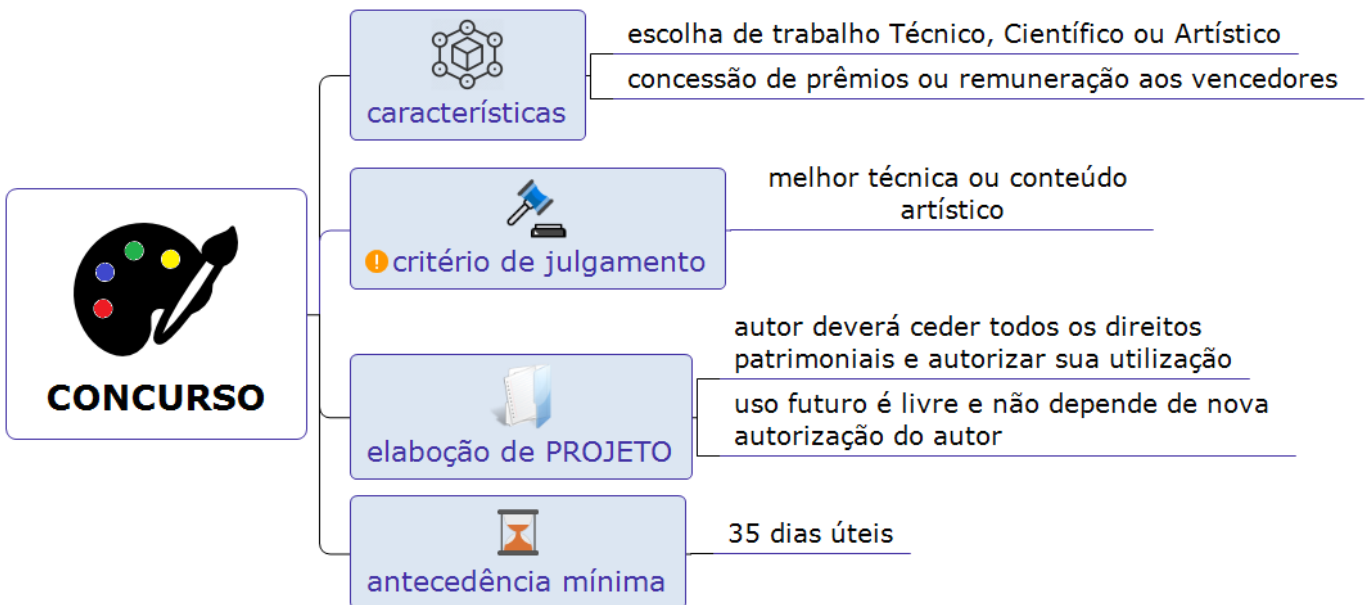 CONCURSO
características
escolha de trabalho Técnico, Científico ou Artístico
concessão de prêmios ou remuneração aos vencedores
critério de julgamento
melhor técnica ou conteúdo
artístico
elaboção de PROJETO
autor deverá ceder todos os direitos
patrimoniais e autorizar sua utilização
uso futuro é livre e não depende de nova
autorização do autor
antecedência mínima
35 dias úteis